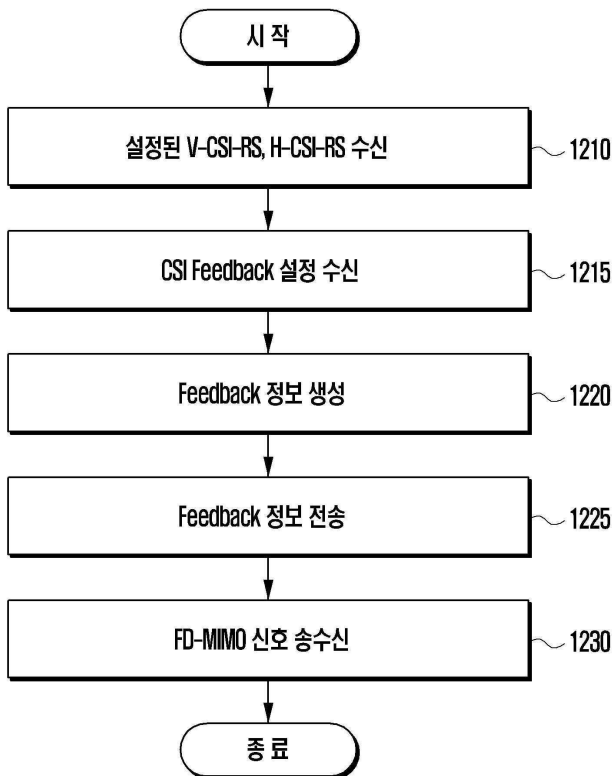 시 작
설정된 V-CSI-RS, H-CSI-RS 수신
1210
CSI Feedback 설정 수신
1215
Feedback 정보 생성
1220
Feedback 정보 전송
1225
FD-MIMO 신호 송수신
1230
종 료